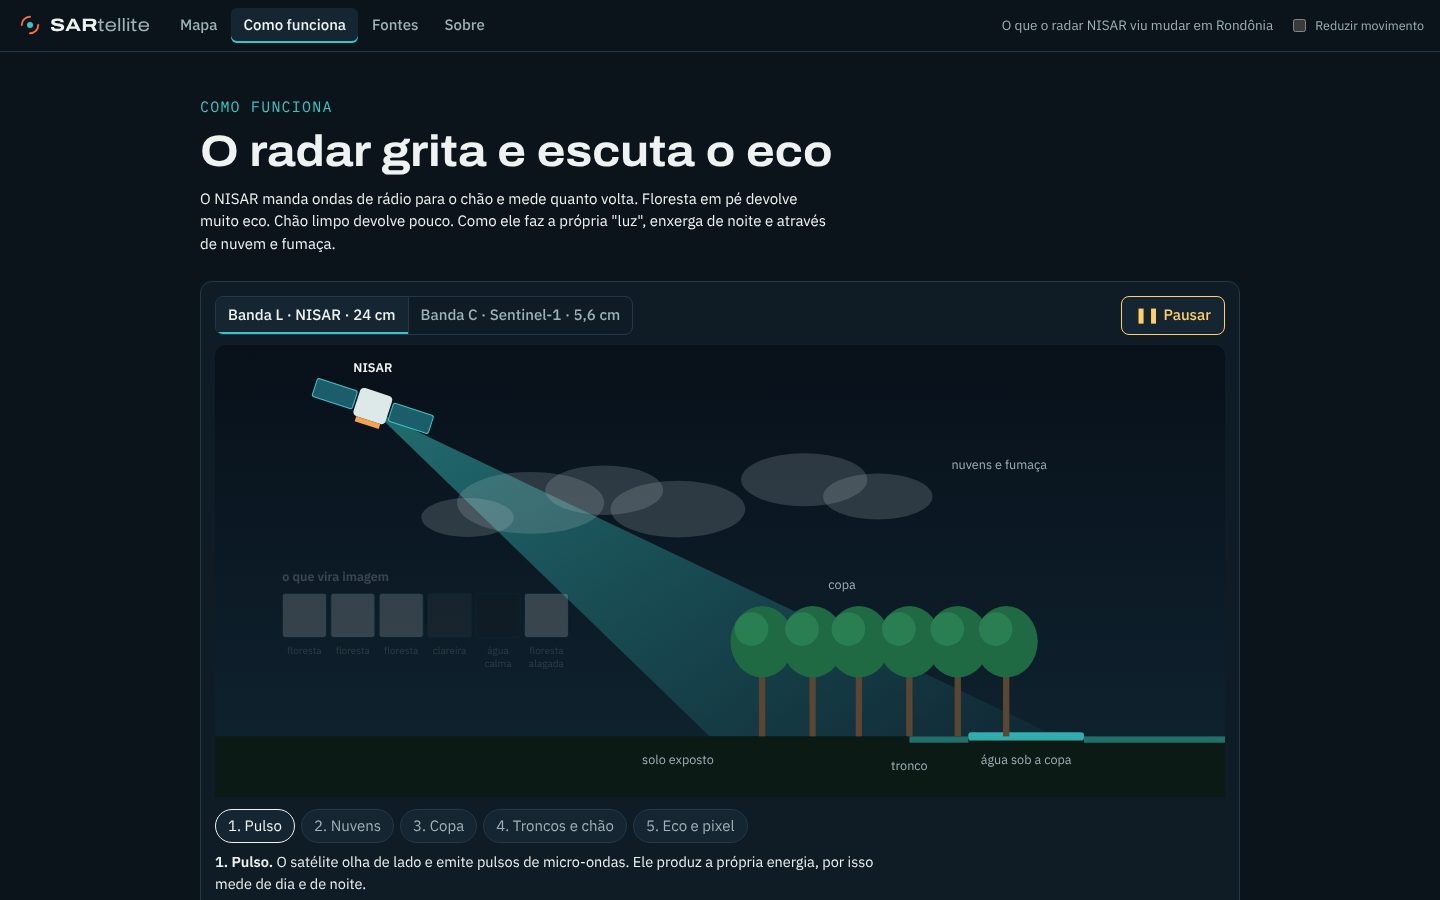 SARtellite
Mapa
Como funciona
Fontes
Sobre
O que o radar NISAR viu mudar em Rondônia
Reduzir movimento
COMO FUNCIONA
O radar grita e escuta o eco
O NISAR manda ondas de rádio para o chão e mede quanto volta. Floresta em pé devolve
muito eco. Chão limpo devolve pouco. Como ele faz a própria "luz", enxerga de noite e através
de nuvem e fumaça.
Banda L · NISAR · 24 cm
Banda C · Sentinel-1 · 5,6 cm
❚❚ Pausar
NISAR
nuvens e fumaça
o que vira imagem
copa
floresta
floresta
floresta
clareira
água
calma
floresta
alagada
solo exposto
tronco
água sob a copa
1. Pulso
2. Nuvens
3. Copa
4. Troncos e chão
5. Eco e pixel
1. Pulso. O satélite olha de lado e emite pulsos de micro-ondas. Ele produz a própria energia, por isso
mede de dia e de noite.